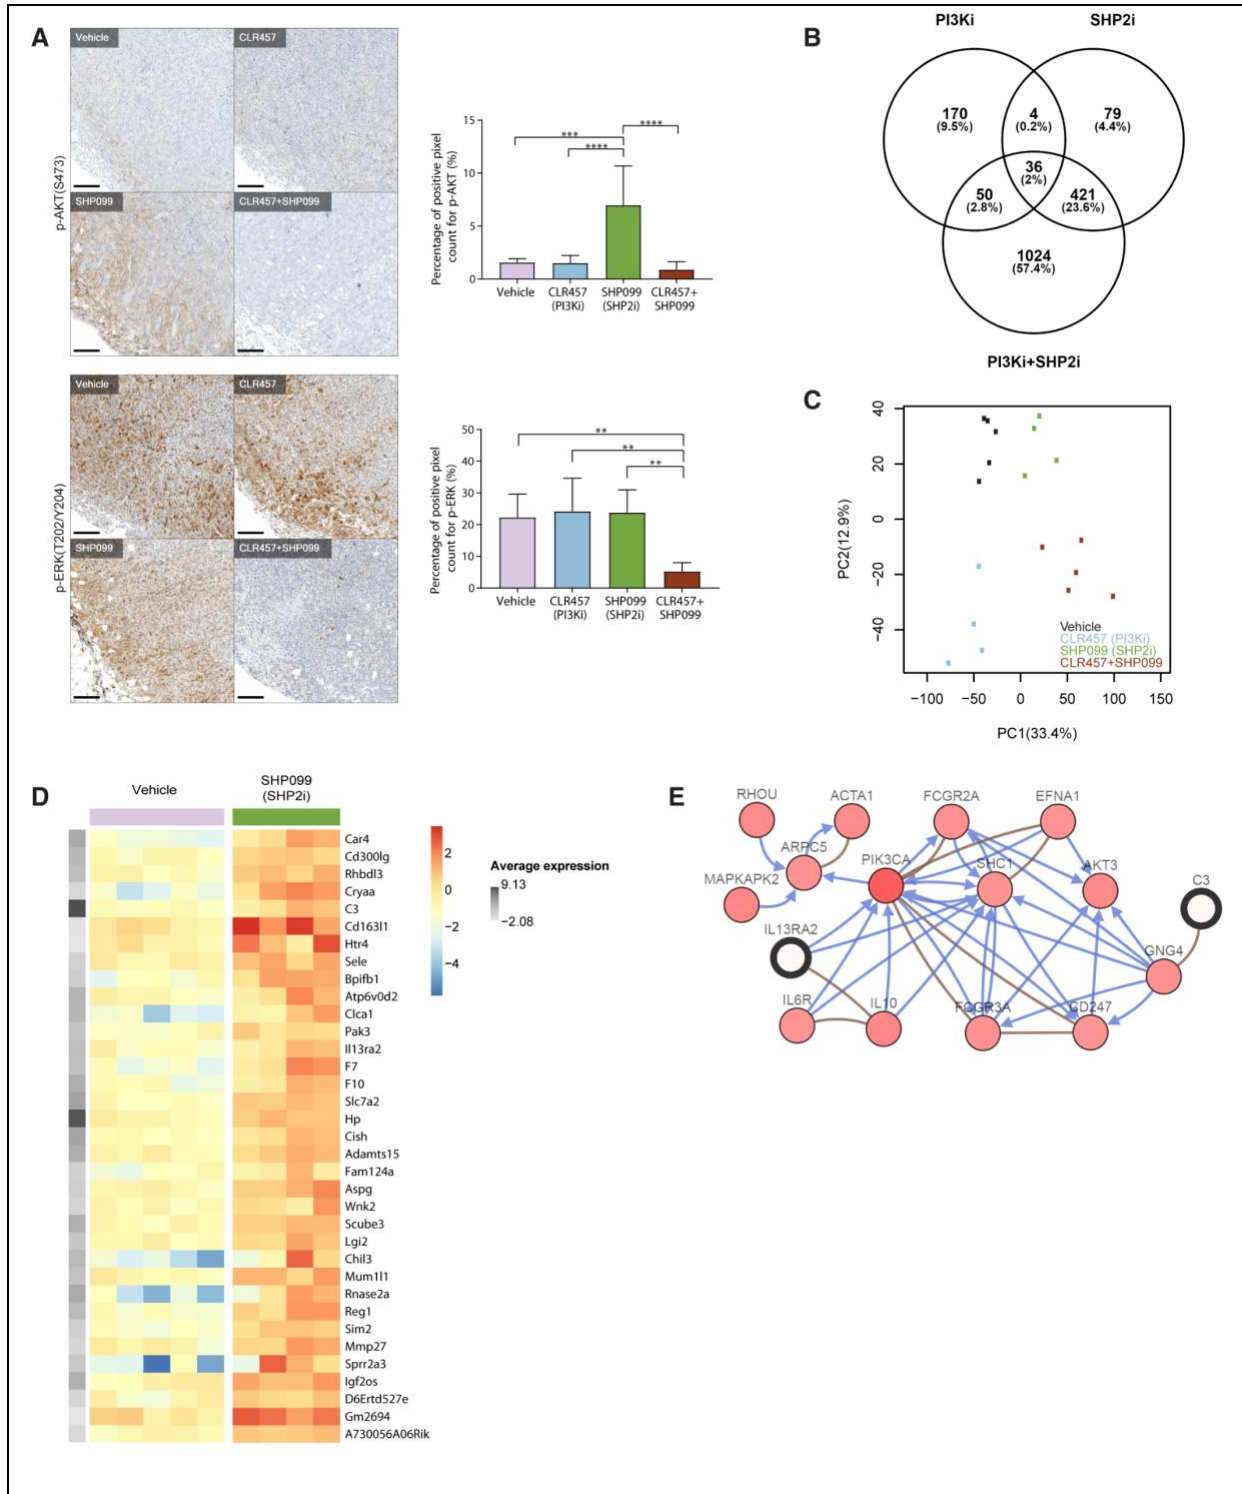 A
Vehicle
CLR457
SHP099
CLR457+SHP099
p-AKT(S473)
Percentage of positive pixel
count for p-AKT (%)
15
10
5
0
***
****
****
Vehicle
CLR457
(PI3Ki)
SHP099
(SHP2i)
CLR457+
SHP099
Vehicle
CLR457
SHP099
CLR457+SHP099
p-ERK(T202/Y204)
Percentage of positive pixel
count for p-ERK (%)
50
40
30
20
10
0
**
**
**
Vehicle
CLR457
(PI3Ki)
SHP099
(SHP2i)
CLR457+
SHP099
B
PI3Ki
SHP2i
170
(9.5%)
4
(0.2%)
79
(4.4%)
36
(2%)
50
(2.8%)
421
(23.6%)
1024
(57.4%)
PI3Ki+SHP2i
C
PC2(12.9%)
40
20
0
−20
−40
Vehicle
CLR457 (PI3Ki)
SHP099 (SHP2i)
CLR457+SHP099
−100 −50 0 50 100 150
PC1(33.4%)
D
Vehicle
SHP099
(SHP2i)
Car4
Cd300lg
Rhbdl3
Cryaa
C3
Cd163l1
Htr4
Sele
Bpifb1
Atp6v0d2
Clca1
Pak3
Il13ra2
F7
F10
Slc7a2
Hp
Cish
Adamts15
Fam124a
Aspg
Wnk2
Scube3
Lgi2
Chil3
Mum1l1
Rnase2a
Reg1
Sim2
Mmp27
Sprr2a3
Igf2os
D6Ertd527e
Gm2694
A730056A06Rik
2
0
−2
−4
Average expression
9.13
−2.08
E
RHOU
ACTA1
FCGR2A
EFNA1
ARPC5
PIK3CA
SHC1
AKT3
MAPKAPK2
C3
IL13RA2
GNG4
IL6R
IL10
FCGR3A
CD247